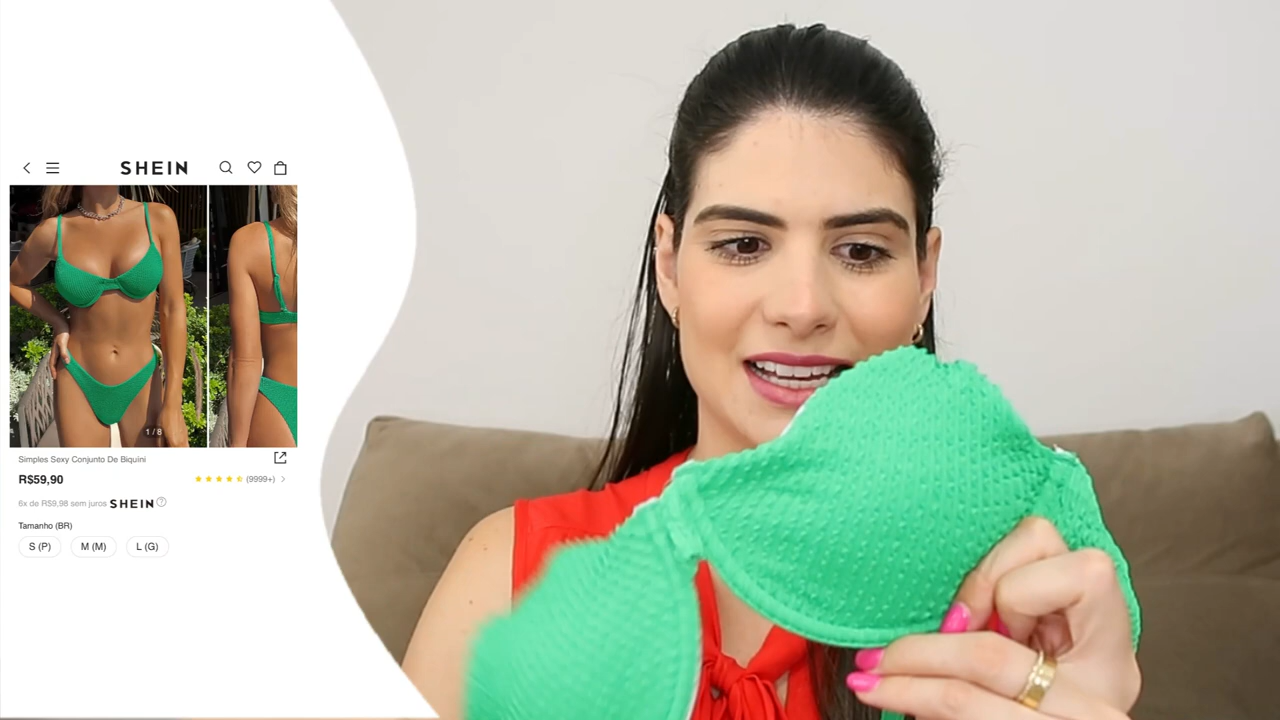 SHEIN
1 / 8
Simples Sexy Conjunto De Biquíni
R$59,90
(9999+)
6x de R$9,98 sem juros SHEIN ?
Tamanho (BR)
S (P) M (M) L (G)